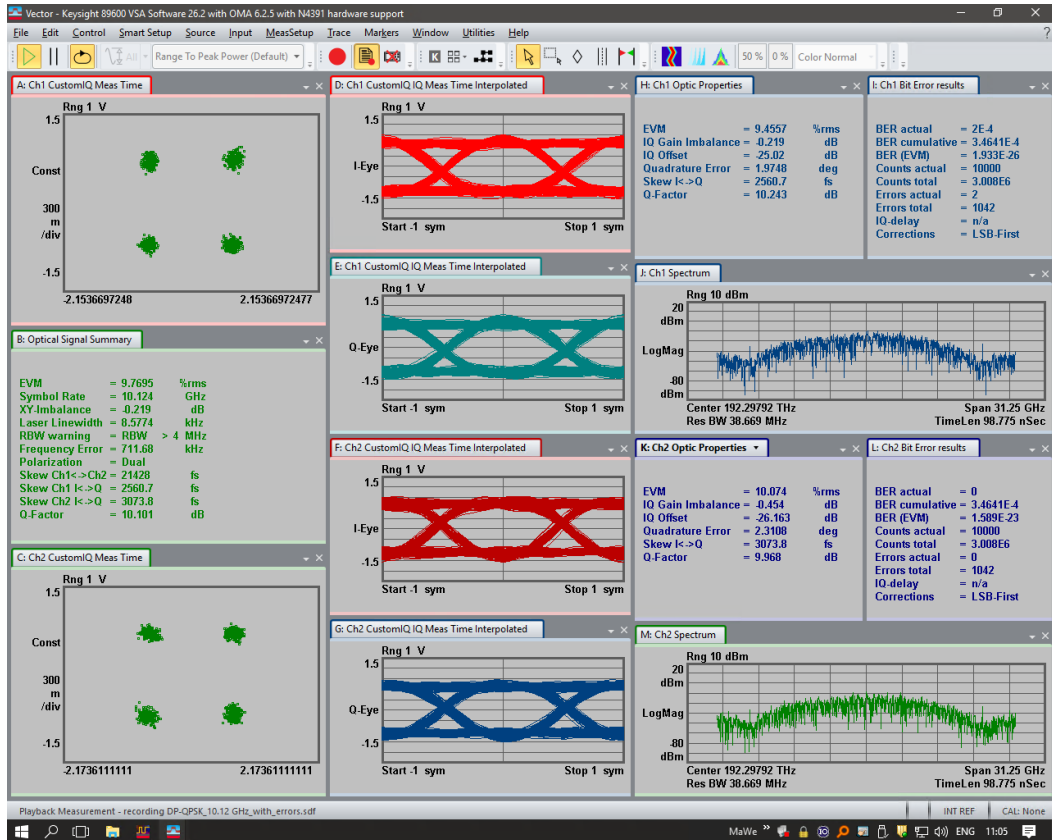 Vector - Keysight 89600 VSA Software 26.2 with OMA 6.2.5 with N4391 hardware support
File Edit Control Smart Setup Source Input MeasSetup Trace Markers Window Utilities Help ?
All Range To Peak Power (Default) K 50 % 0 % Color Normal
A: Ch1 CustomIQ Meas Time
Rng 1 V
1.5
Const
300
m
/div
-1.5
-2.1536697248 2.1536697247
B: Optical Signal Summary
EVM = 9.7695 %rms
Symbol Rate = 10.124 GHz
XY-Imbalance = -0.219 dB
Laser Linewidth = 8.5774 kHz
RBW warning = RBW > 4 MHz
Frequency Error = 711.68 kHz
Polarization = Dual
Skew Ch1<->Ch2 = 21428 fs
Skew Ch1 I<->Q = 2560.7 fs
Skew Ch2 I<->Q = 3073.8 fs
Q-Factor = 10.101 dB
C: Ch2 CustomIQ Meas Time
Rng 1 V
1.5
Const
300
m
/div
-1.5
-2.1736111111 2.17361111111
D: Ch1 CustomIQ IQ Meas Time Interpolated
Rng 1 V
1.5
I-Eye
-1.5
Start -1 sym Stop 1 sym
E: Ch1 CustomIQ IQ Meas Time Interpolated
Rng 1 V
1.5
Q-Eye
-1.5
Start -1 sym Stop 1 sym
F: Ch2 CustomIQ IQ Meas Time Interpolated
Rng 1 V
1.5
I-Eye
-1.5
Start -1 sym Stop 1 sym
G: Ch2 CustomIQ IQ Meas Time Interpolated
Rng 1 V
1.5
Q-Eye
-1.5
Start -1 sym Stop 1 sym
H: Ch1 Optic Properties
EVM = 9.4557 %rms
IQ Gain Imbalance = -0.219 dB
IQ Offset = -25.02 dB
Quadrature Error = 1.9748 deg
Skew I<->Q = 2560.7 fs
Q-Factor = 10.243 dB
I: Ch1 Bit Error results
BER actual = 2E-4
BER cumulative = 3.4641E-4
BER (EVM) = 1.933E-26
Counts actual = 10000
Counts total = 3.008E6
Errors actual = 2
Errors total = 1042
IQ-delay = n/a
Corrections = LSB-First
J: Ch1 Spectrum
Rng 10 dBm
20
dBm
LogMag
-80
dBm
Center 192.29792 THz Span 31.25 GHz
Res BW 38.669 MHz TimeLen 98.775 nSec
K: Ch2 Optic Properties
EVM = 10.074 %rms
IQ Gain Imbalance = -0.454 dB
IQ Offset = -26.163 dB
Quadrature Error = 2.3108 deg
Skew I<->Q = 3073.8 fs
Q-Factor = 9.968 dB
L: Ch2 Bit Error results
BER actual = 0
BER cumulative = 3.4641E-4
BER (EVM) = 1.589E-23
Counts actual = 10000
Counts total = 3.008E6
Errors actual = 0
Errors total = 1042
IQ-delay = n/a
Corrections = LSB-First
M: Ch2 Spectrum
Rng 10 dBm
20
dBm
LogMag
-80
dBm
Center 192.29792 THz Span 31.25 GHz
Res BW 38.669 MHz TimeLen 98.775 nSec
Playback Measurement - recording DP-QPSK_10.12 GHz_with_errors.sdf INT REF CAL: None
MaWe ENG 11:05